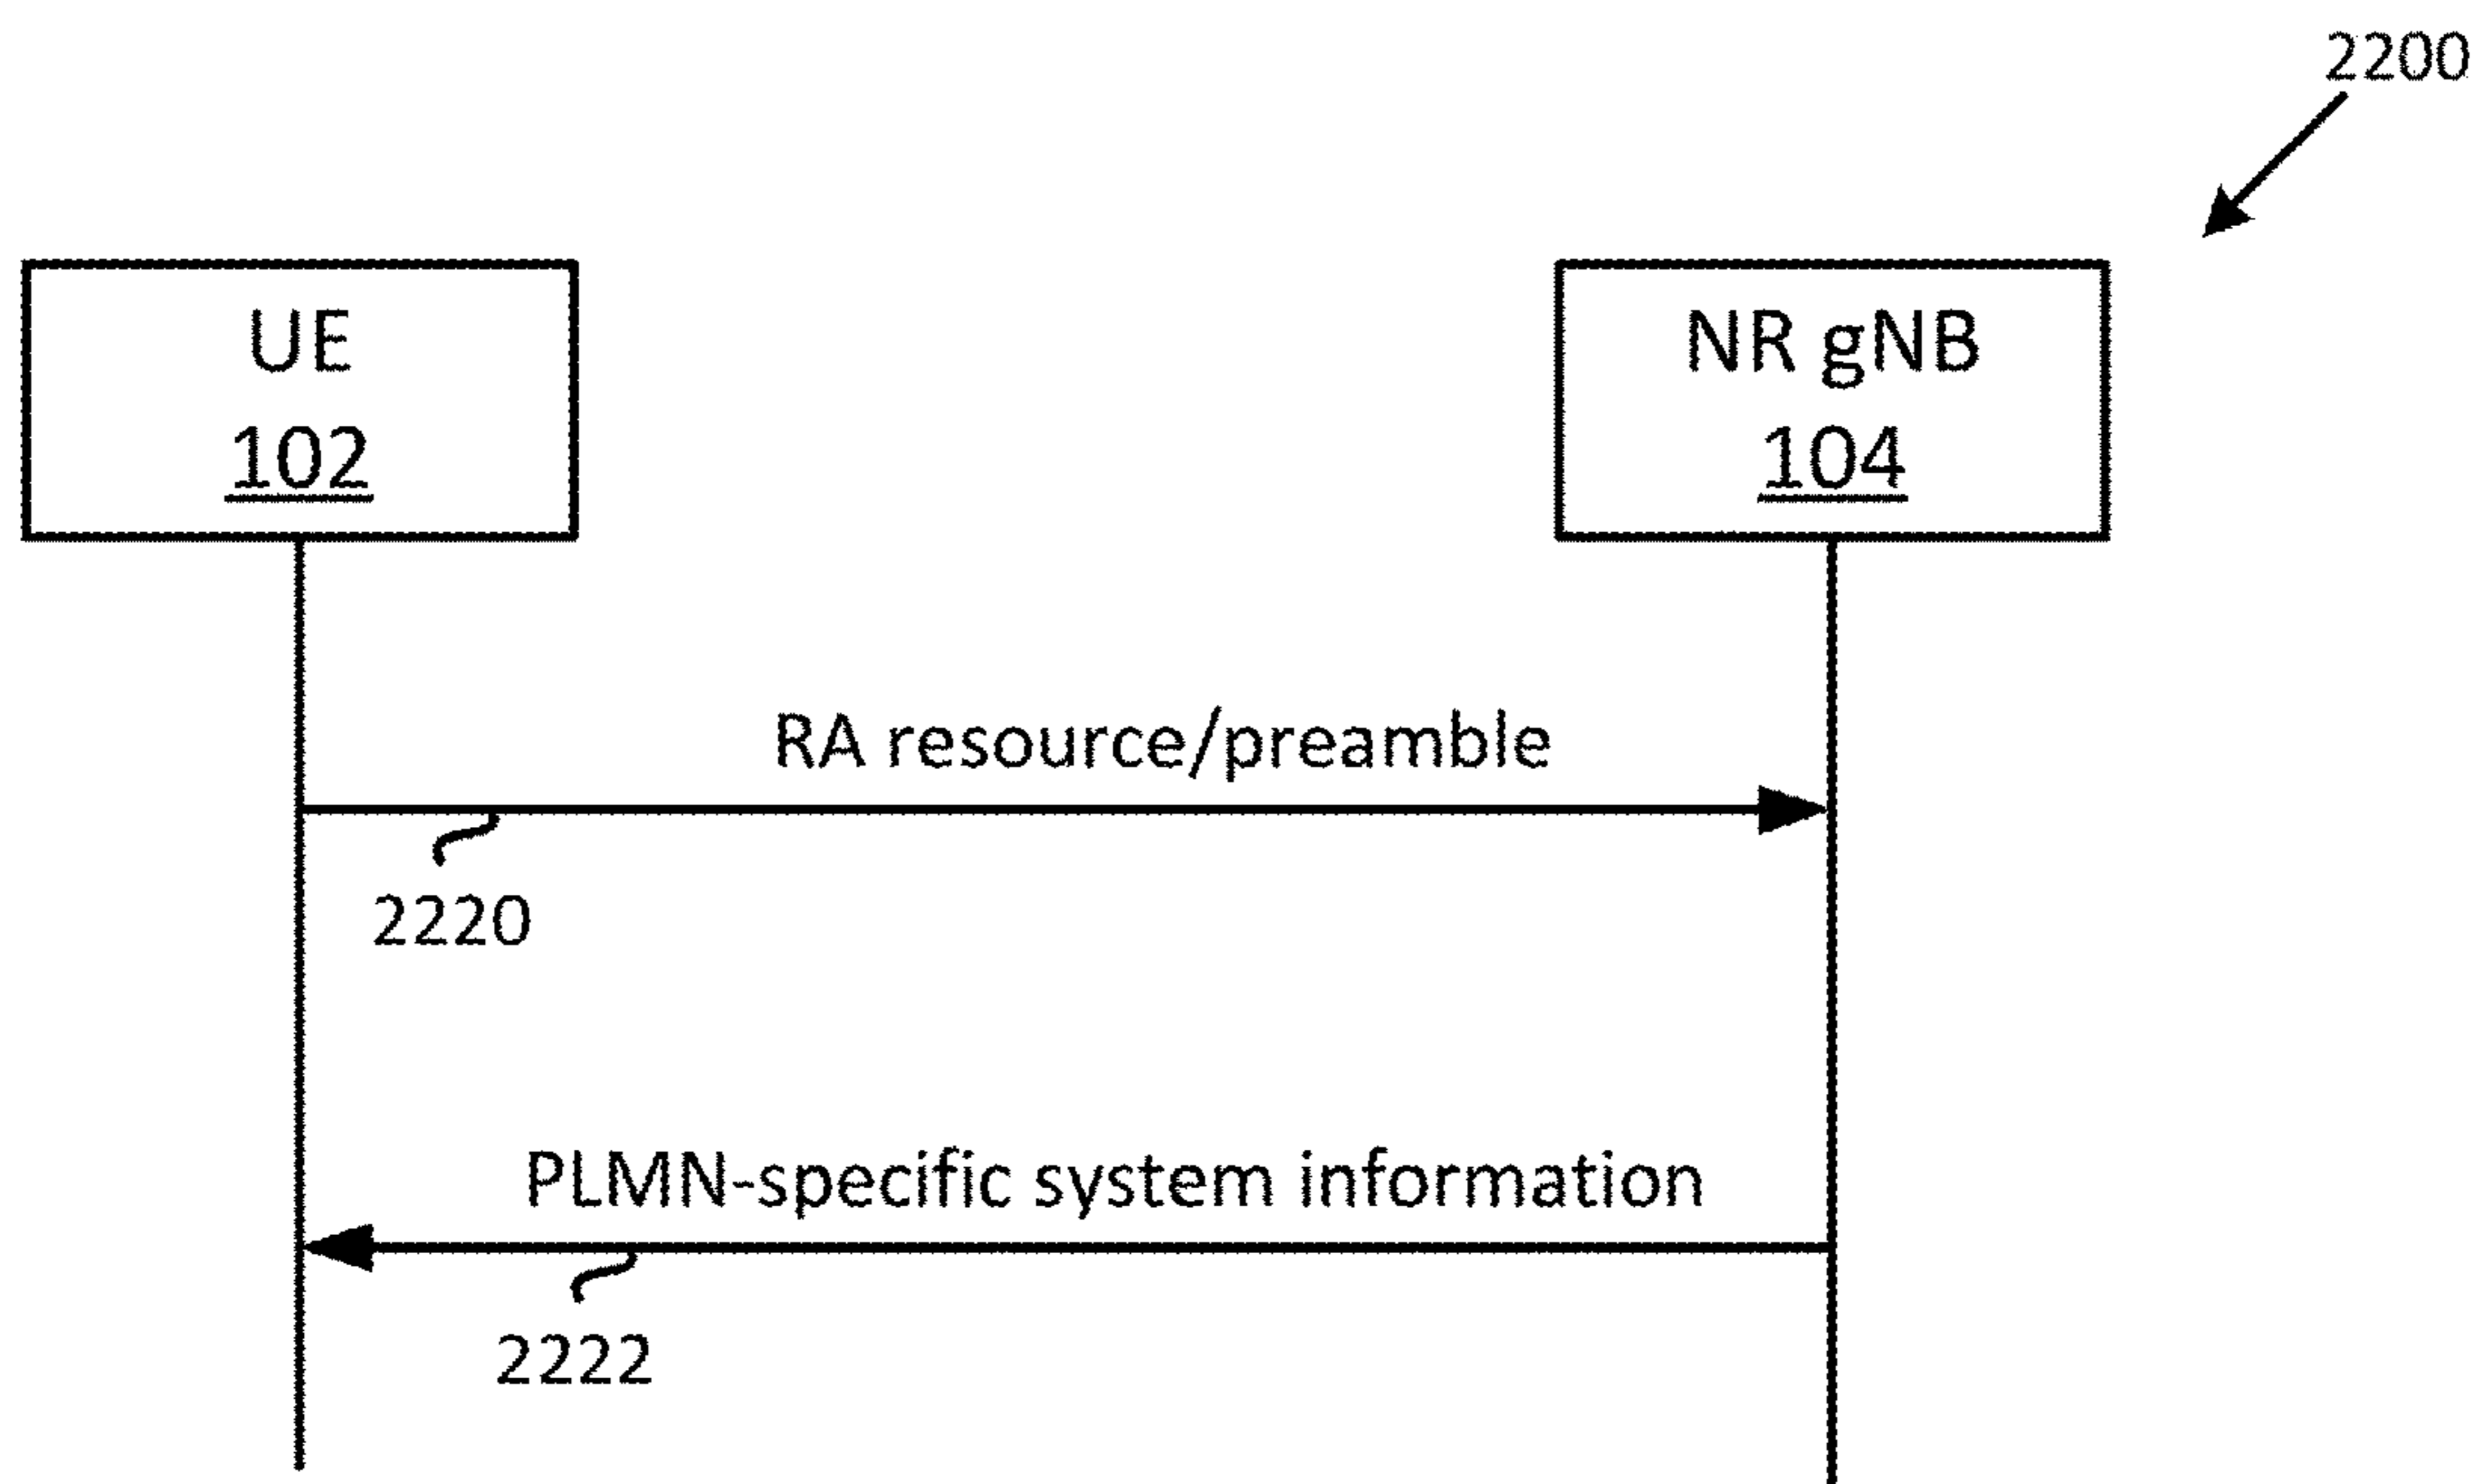 2200
UE
102
NR gNB
104
RA resource/preamble
2220
PLMN-specific system information
2222